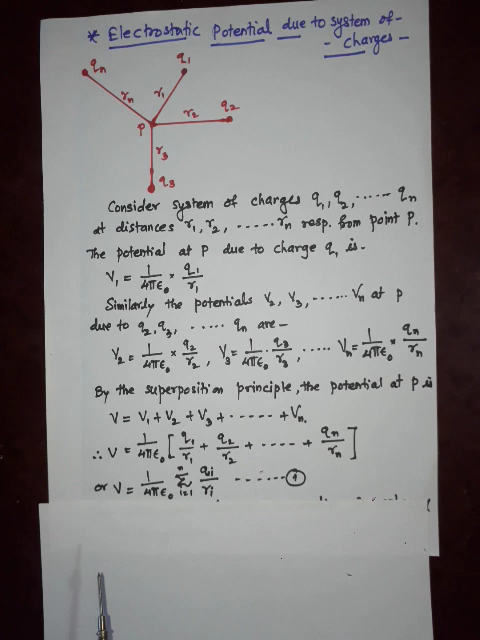 * Electrostatic Potential due to system of-
- Charges -
qn
q1
rn
r1
r2
q2
P
r3
q3
Consider system of charges q1, q2, ...... qn
at distances r1, r2, ...... rn resp. from point P.
The potential at P due to charge q1 is-
V1 = 1/4πε0 × q1/r1
Similarly the potentials V2, V3, ...... Vn at P
due to q2, q3, ..... qn are-
V2 = 1/4πε0 × q2/r2, V3 = 1/4πε0 · q3/r3, ..... Vn = 1/4πε0 × qn/rn
By the superposition principle, the potential at P is
V = V1 + V2 + V3 + ...... + Vn.
∴ V = 1/4πε0 [q1/r1 + q2/r2 + ..... + qn/rn]
or V = 1/4πε0 Σ(i=1 to n) qi/ri ...... ①